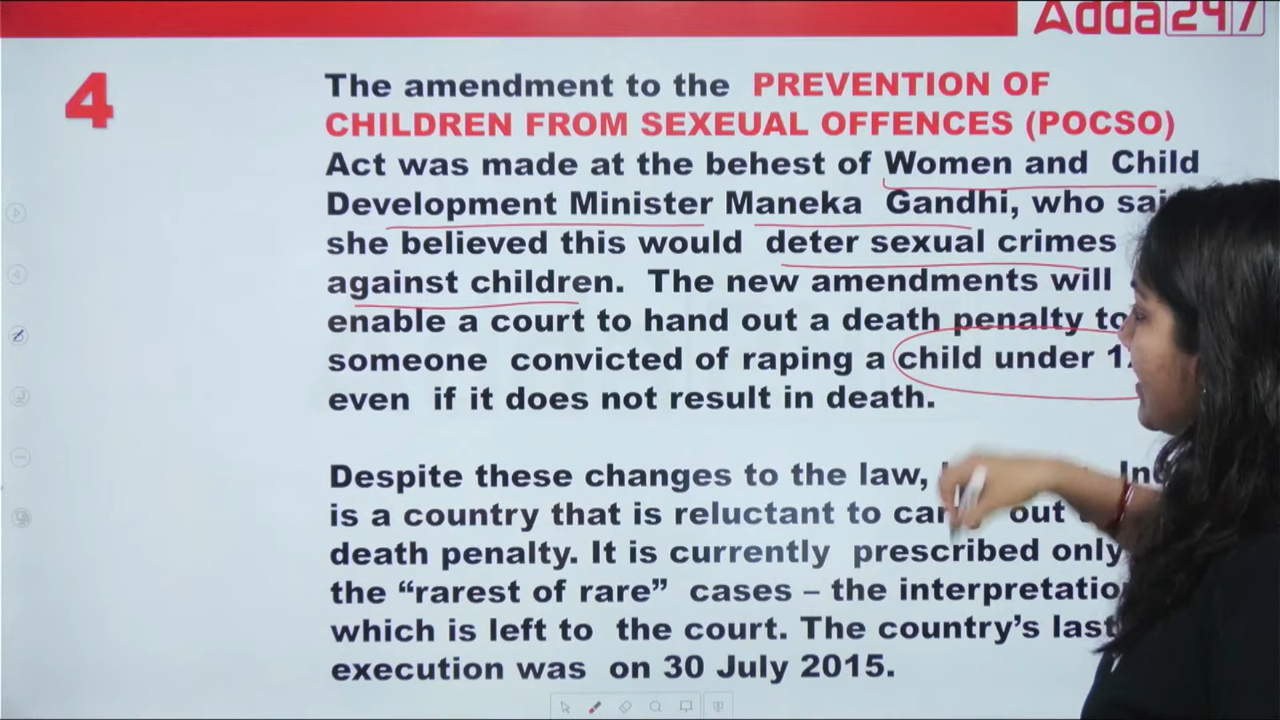 Adda247
4
The amendment to the PREVENTION OF
CHILDREN FROM SEXEUAL OFFENCES (POCSO)
Act was made at the behest of Women and Child
Development Minister Maneka Gandhi, who
she believed this would deter sexual crimes
against children. The new amendments will
enable a court to hand out a death penalty to
someone convicted of raping a child under
even if it does not result in death.
Despite these changes to the law,
is a country that is reluctant to out
death penalty. It is currently prescribed only
the “rarest of rare” cases – the
which is left to the court. The country’s last
execution was on 30 July 2015.